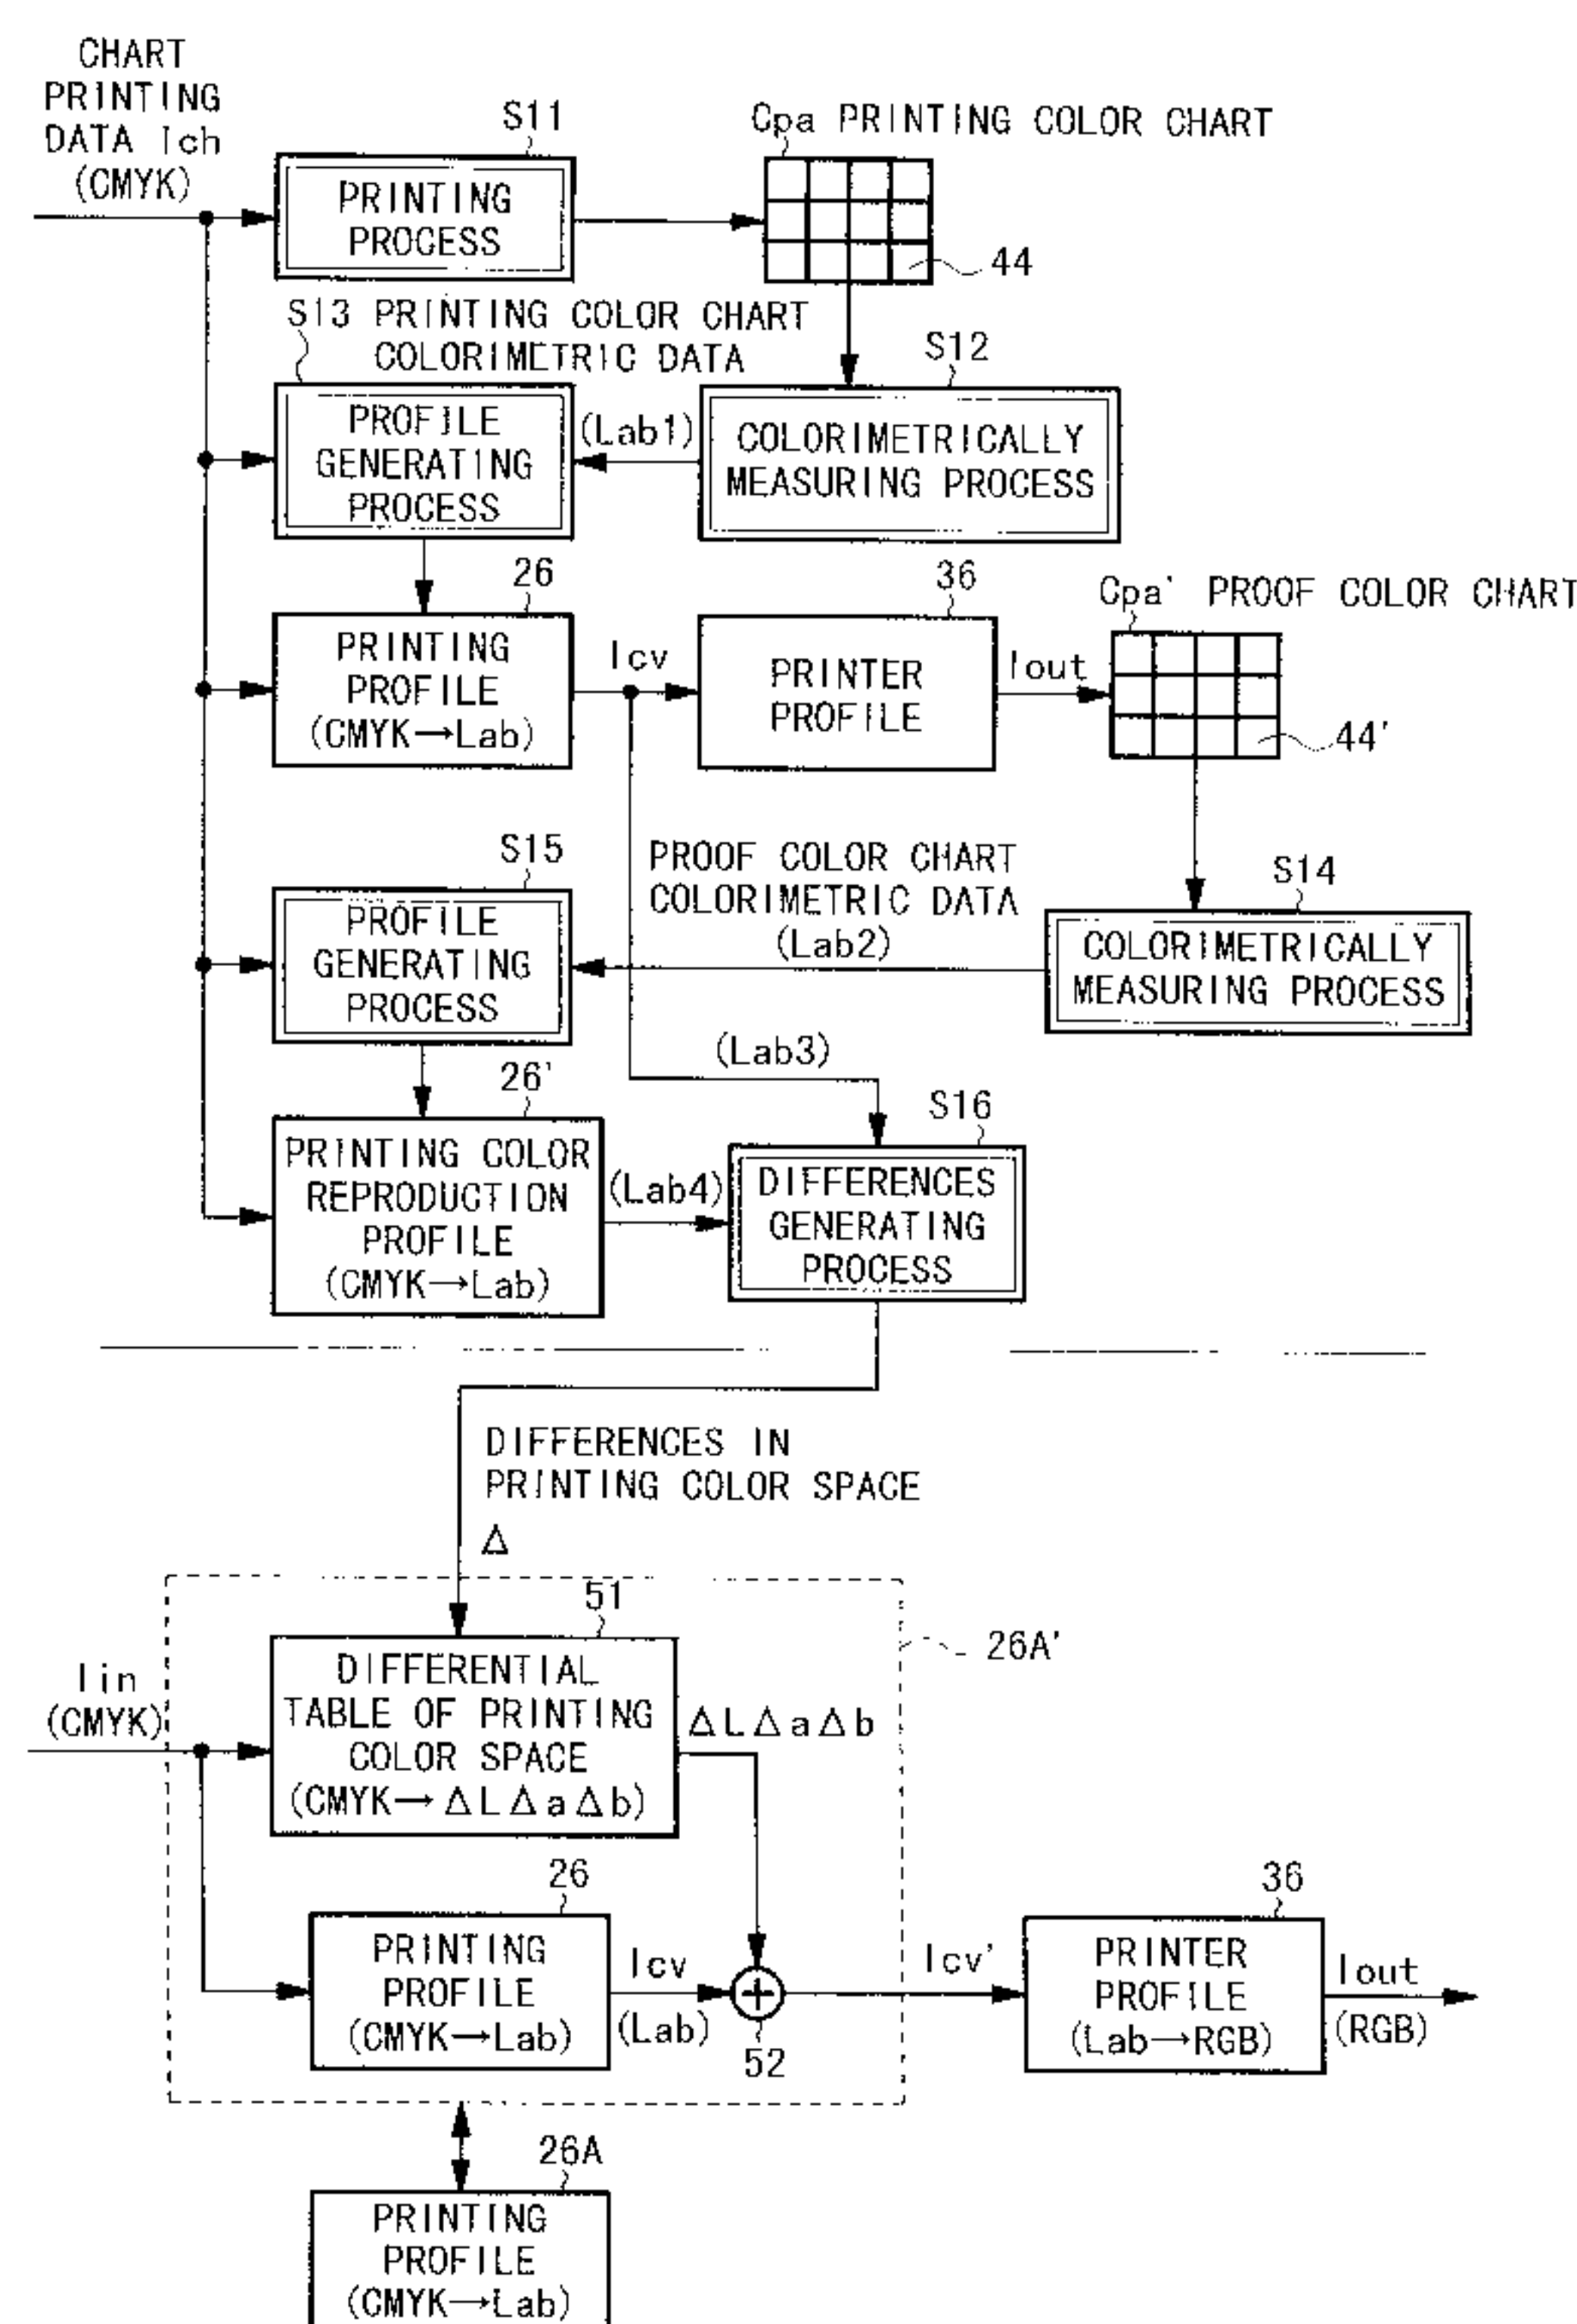 CHART
PRINTING
DATA Ich
(CMYK)
S11
PRINTING
PROCESS
Cpa PRINTING COLOR CHART
44
S13 PRINTING COLOR CHART
COLORIMETRIC DATA
S12
PROFILE
GENERATING
PROCESS
(Lab1)
COLORIMETRICALLY
MEASURING PROCESS
26
PRINTING
PROFILE
(CMYK→Lab)
Icv
36
PRINTER
PROFILE
Iout
Cpa' PROOF COLOR CHART
44'
S15
PROFILE
GENERATING
PROCESS
PROOF COLOR CHART
COLORIMETRIC DATA
(Lab2)
S14
COLORIMETRICALLY
MEASURING PROCESS
(Lab3)
26'
PRINTING COLOR
REPRODUCTION
PROFILE
(CMYK→Lab)
(Lab4)
S16
DIFFERENCES
GENERATING
PROCESS
DIFFERENCES IN
PRINTING COLOR SPACE
Δ
51
26A'
Iin
(CMYK)
DIFFERENTIAL
TABLE OF PRINTING
COLOR SPACE
(CMYK→ΔLΔaΔb)
ΔLΔaΔb
26
PRINTING
PROFILE
(CMYK→Lab)
Icv
(Lab)
52
Icv'
36
PRINTER
PROFILE
(Lab→RGB)
Iout
(RGB)
26A
PRINTING
PROFILE
(CMYK→Lab)